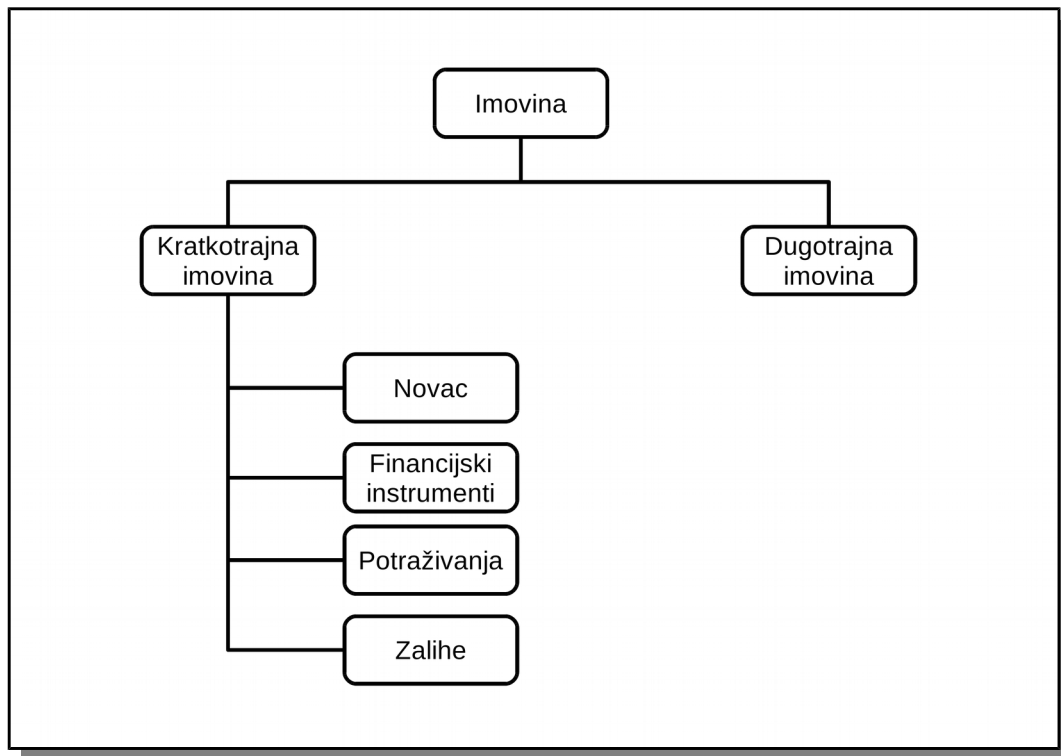 Imovina
Kratkotrajna
imovina
Dugotrajna
imovina
Novac
Financijski
instrumenti
Potraživanja
Zalihe